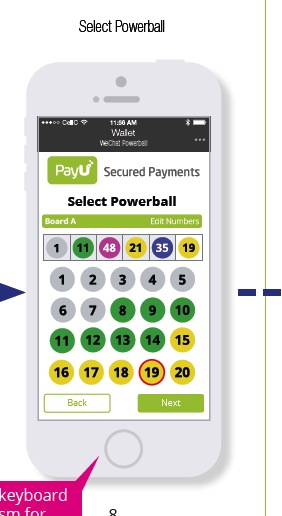 Select Powerball
11:56 AM
Wallet
WeChat Powerball
PayU Secured Payments
Select Powerball
Board A Edit Numbers
1 11 48 21 35 19
1 2 3 4 5
6 7 8 9 10
11 12 13 14 15
16 17 18 19 20
Back Next
keyboard
sm for
8